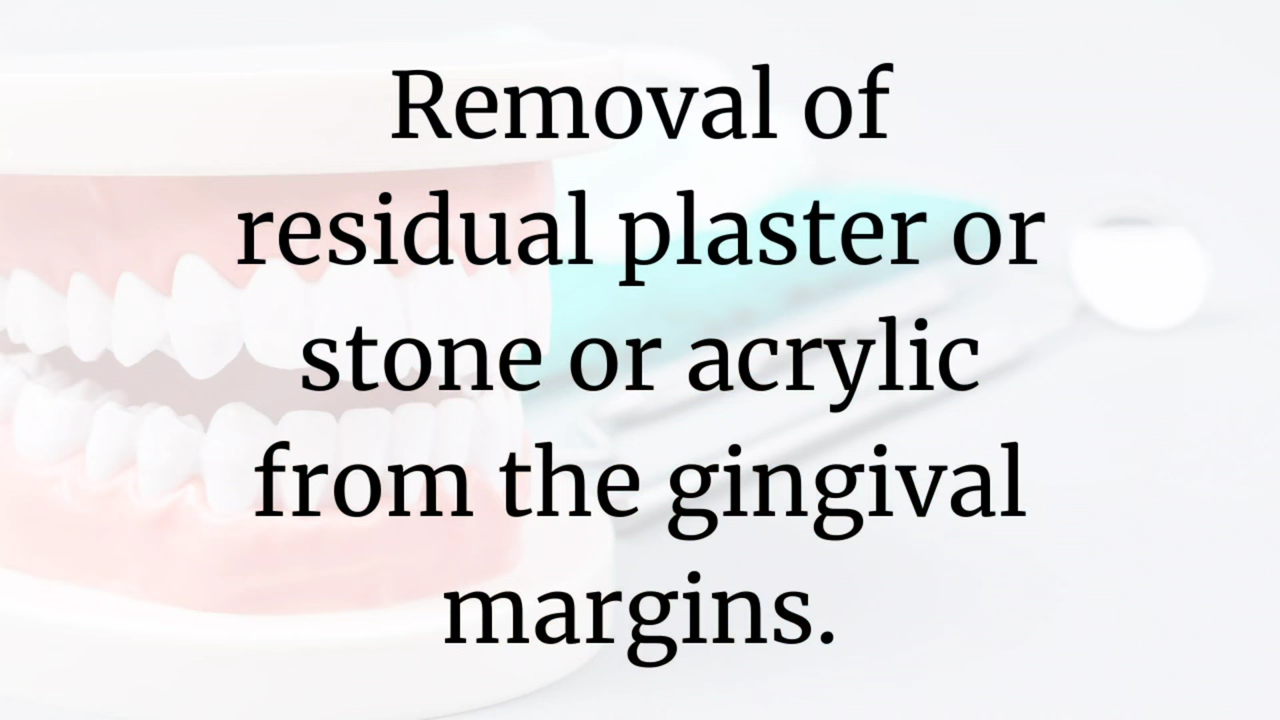 Removal of
residual plaster or
stone or acrylic
from the gingival
margins.